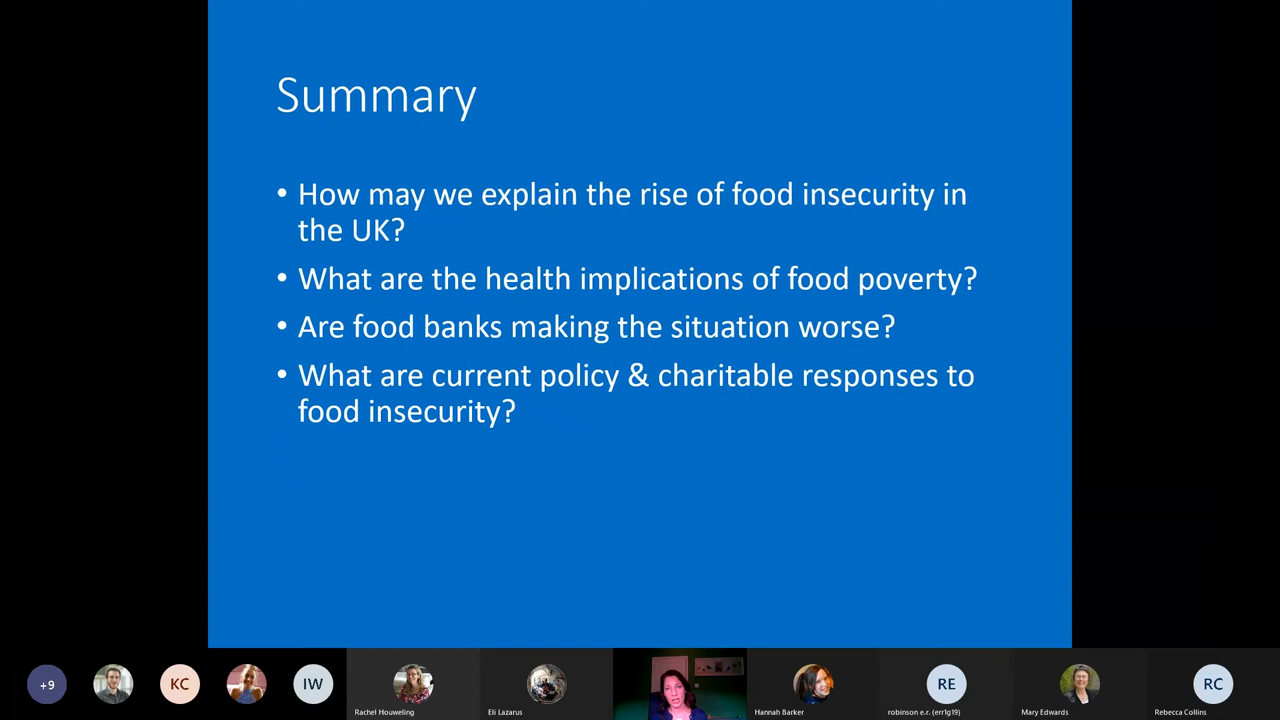 Summary
• How may we explain the rise of food insecurity in
the UK?
• What are the health implications of food poverty?
• Are food banks making the situation worse?
• What are current policy & charitable responses to
food insecurity?
+9
KC
IW
RE
RC
Rachel Houweling
Eli Lazarus
Hannah Barker
robinson e.r. (err1g19)
Mary Edwards
Rebecca Collins